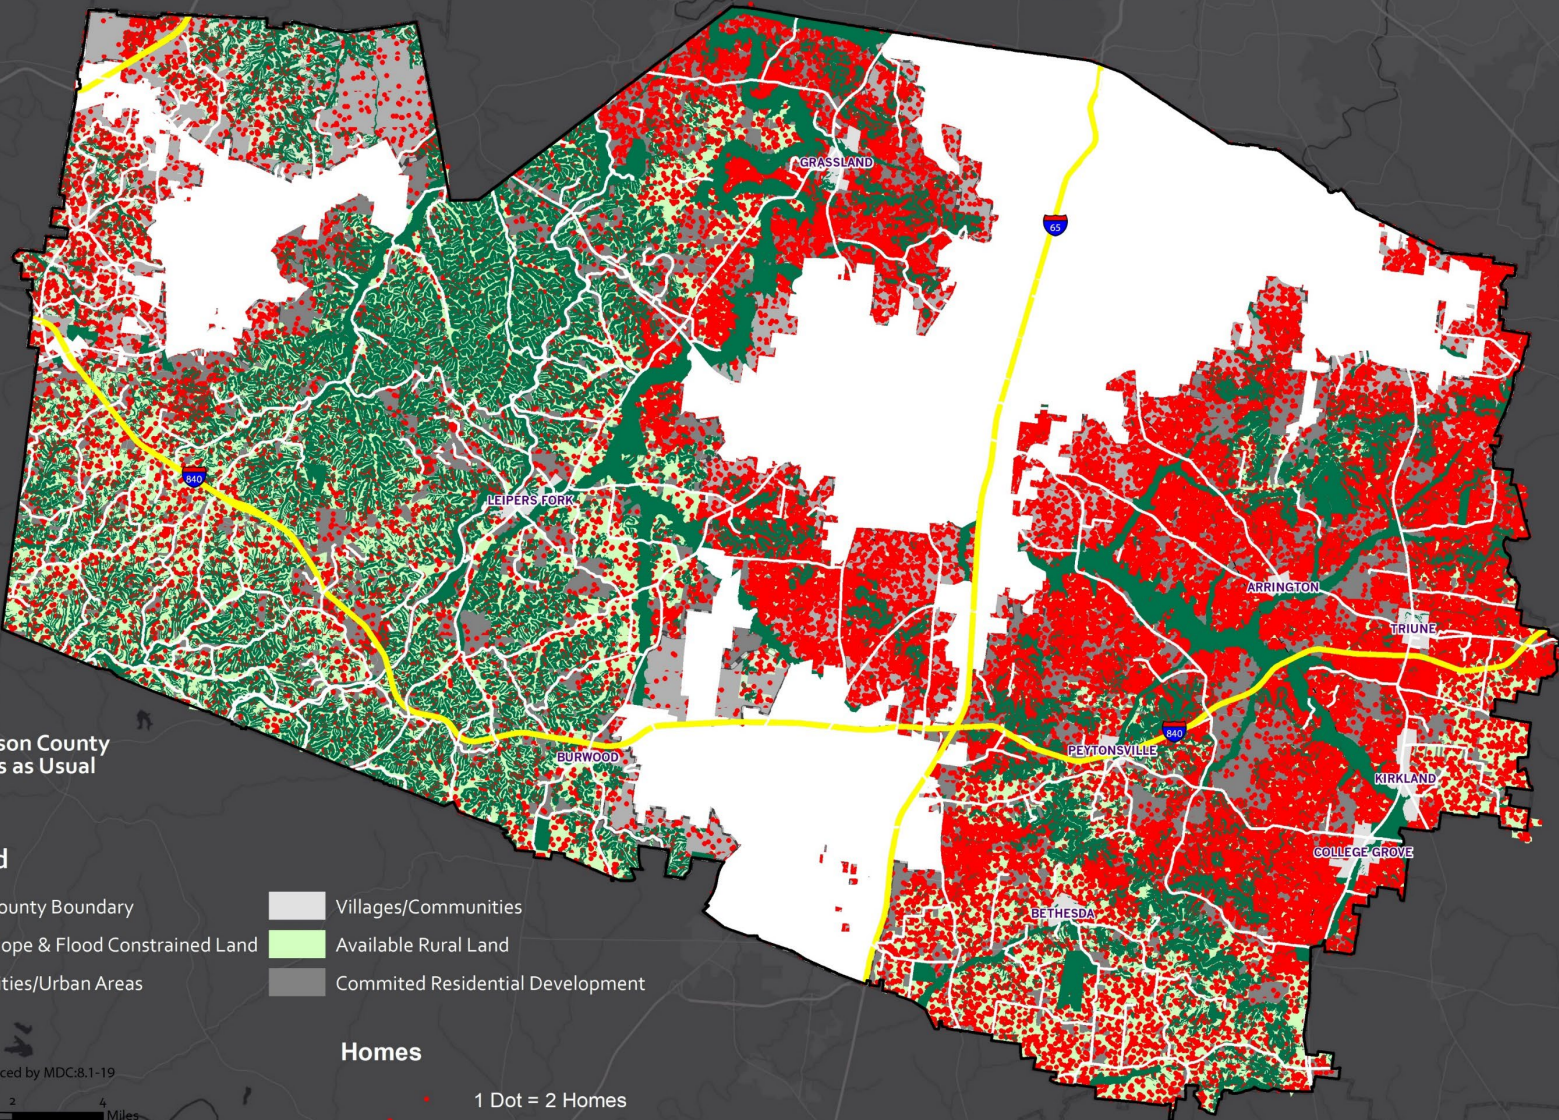 GRASSLAND
65
840
LEIPERS FORK
ARRINGTON
TRIUNE
840
PEYTONSVILLE
BURWOOD
KIRKLAND
COLLEGE GROVE
BETHESDA
son County
s as Usual
d
ounty Boundary
ope & Flood Constrained Land
ities/Urban Areas
Villages/Communities
Available Rural Land
Commited Residential Development
Homes
1 Dot = 2 Homes
ced by MDC:8.1-19
2 4
Miles